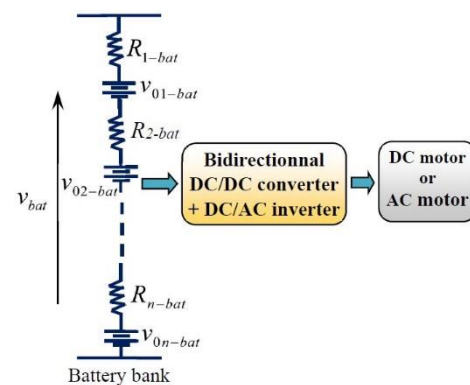 R1-bat
v01-bat
R2-bat
v02-bat
vbat
Rn-bat
v0n-bat
Battery bank
Bidirectionnal
DC/DC converter
+ DC/AC inverter
DC motor
or
AC motor